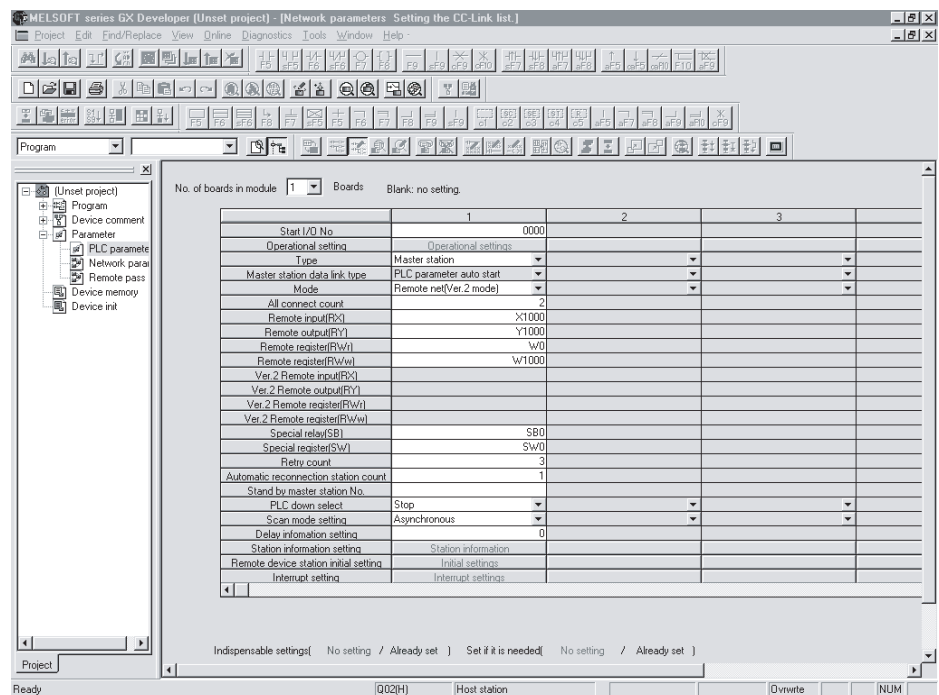 MELSOFT series GX Developer (Unset project) - [Network parameters Setting the CC-Link list.]
Project Edit Find/Replace View Online Diagnostics Tools Window Help
Program
(Unset project)
Program
Device comment
Parameter
PLC paramete
Network parar
Remote pass
Device memory
Device init
Project
No. of boards in module 1 Boards Blank: no setting.
1 2 3
Start I/O No 0000
Operational setting Operational settings
Type Master station
Master station data link type PLC parameter auto start
Mode Remote net(Ver.2 mode)
All connect count 2
Remote input(RX) X1000
Remote output(RY) Y1000
Remote register(RWr) W0
Remote register(RWw) W1000
Ver.2 Remote input(RX)
Ver.2 Remote output(RY)
Ver.2 Remote register(RWr)
Ver.2 Remote register(RWw)
Special relay(SB) SB0
Special register(SW) SW0
Retry count 3
Automatic reconnection station count 1
Stand by master station No.
PLC down select Stop
Scan mode setting Asynchronous
Delay infomation setting 0
Station information setting Station information
Remote device station initial setting Initial settings
Interrupt setting Interrupt settings
Indispensable settings( No setting / Already set ) Set if it is needed( No setting / Already set )
Ready Q02(H) Host station Ovrwrte NUM